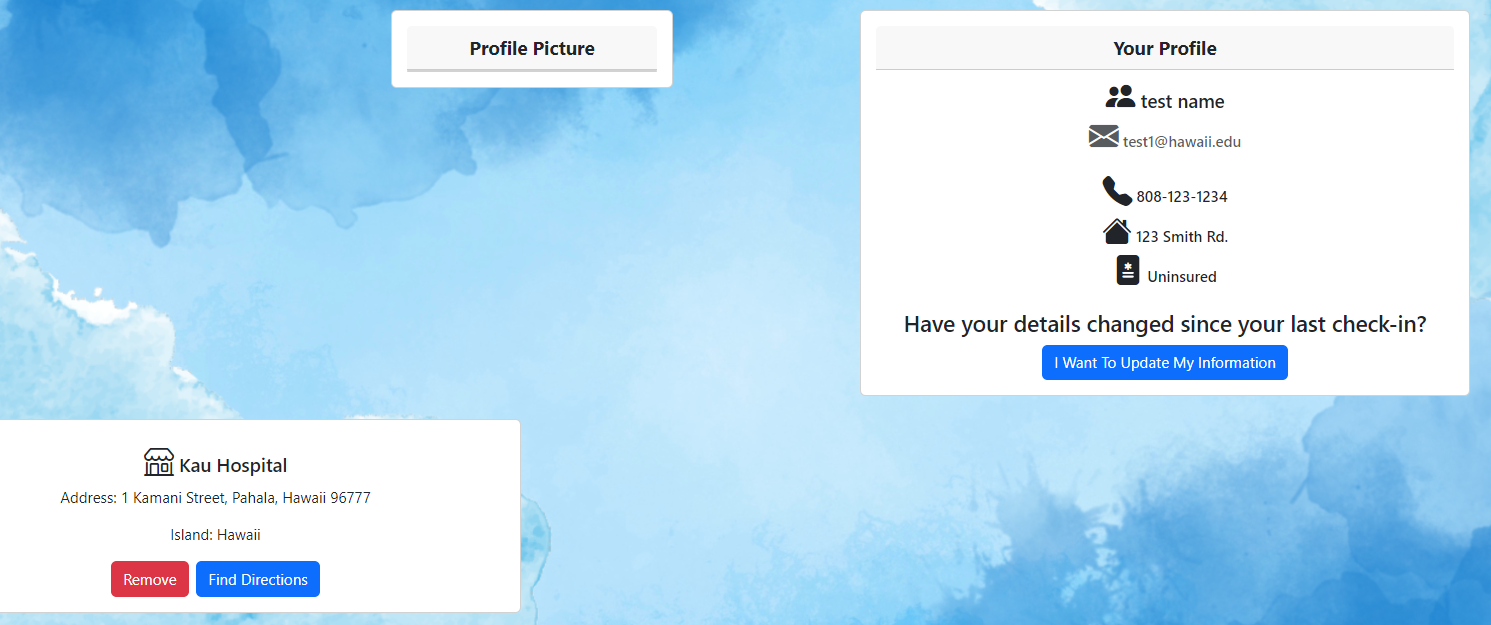 Profile Picture
Your Profile
test name
test1@hawaii.edu
808-123-1234
123 Smith Rd.
Uninsured
Have your details changed since your last check-in?
I Want To Update My Information
Kau Hospital
Address: 1 Kamani Street, Pahala, Hawaii 96777
Island: Hawaii
Remove
Find Directions